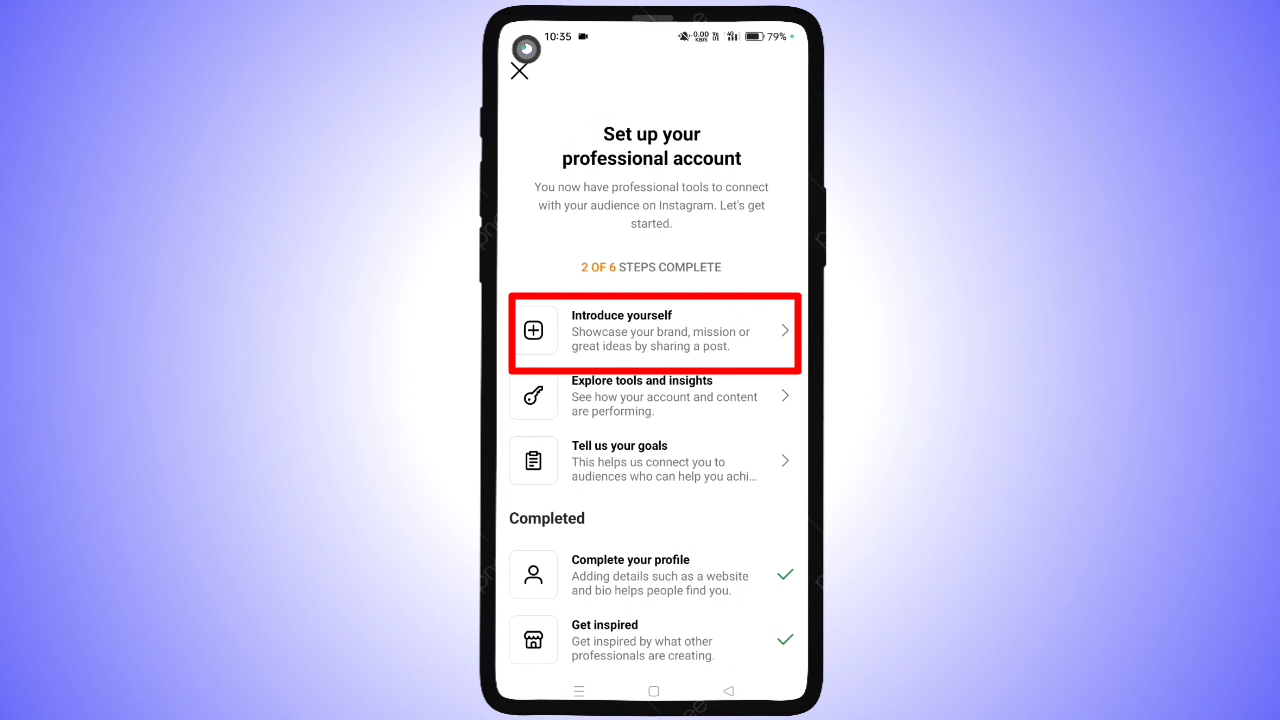 10:35
0.00
KB/S
4G
79%
Set up your
professional account
You now have professional tools to connect
with your audience on Instagram. Let's get
started.
2 OF 6 STEPS COMPLETE
Introduce yourself
Showcase your brand, mission or
great ideas by sharing a post.
Explore tools and insights
See how your account and content
are performing.
Tell us your goals
This helps us connect you to
audiences who can help you achi...
Completed
Complete your profile
Adding details such as a website
and bio helps people find you.
Get inspired
Get inspired by what other
professionals are creating.